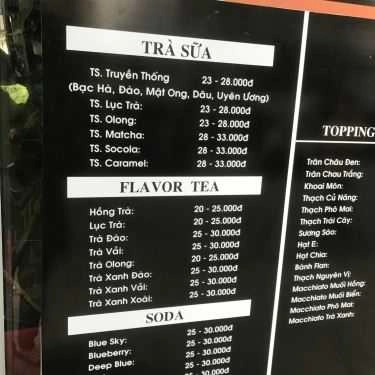 TRÀ SỮA
TS. Truyền Thống 23 - 28.000đ
(Bạc Hà, Đào, Mật Ong, Dâu, Uyên Ương)
TS. Lục Trà: 23 - 28.000đ
TS. Olong: 23 - 28.000đ
TS. Matcha: 28 - 33.000đ
TS. Socola: 28 - 33.000đ
TS. Caramel: 28 - 33.000đ
FLAVOR TEA
Hồng Trà: 20 - 25.000đ
Lục Trà: 20 - 25.000đ
Trà Đào: 25 - 30.000đ
Trà Vải: 25 - 30.000đ
Trà Olong: 20 - 25.000đ
Trà Xanh Đào: 25 - 30.000đ
Trà Xanh Vải: 25 - 30.000đ
Trà Xanh Xoài: 25 - 30.000đ
SODA
Blue Sky: 25 - 30.000đ
Blueberry: 25 - 30.000đ
Deep Blue: 25 - 30.000đ
25 - 30.000đ
TOPPING
Trân Châu Đen:
Trân Châu Trắng:
Khoai Môn:
Thạch Củ Năng:
Thạch Phô Mai:
Thạch Trái Cây:
Sương Sáo:
Hạt É:
Hạt Chia:
Bánh Flan:
Thạch Nguyên Vị:
Macchiato Muối Hồng:
Macchiato Muối Biển:
Macchiato Phô Mai:
Macchiato Trà Xanh: